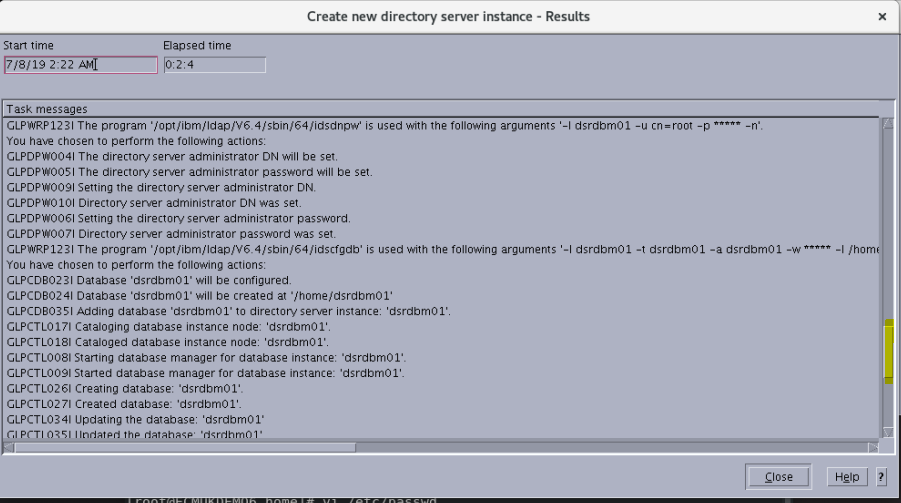 Create new directory server instance - Results
×
Start time Elapsed time
7/8/19 2:22 AM 0:2:4
Task messages
GLPWRP123I The program '/opt/ibm/ldap/V6.4/sbin/64/idsdnpw' is used with the following arguments '-I dsrdbm01 -u cn=root -p ***** -n'.
You have chosen to perform the following actions:
GLPDPW004I The directory server administrator DN will be set.
GLPDPW005I The directory server administrator password will be set.
GLPDPW009I Setting the directory server administrator DN.
GLPDPW010I Directory server administrator DN was set.
GLPDPW006I Setting the directory server administrator password.
GLPDPW007I Directory server administrator password was set.
GLPWRP123I The program '/opt/ibm/ldap/V6.4/sbin/64/idscfgdb' is used with the following arguments '-I dsrdbm01 -t dsrdbm01 -a dsrdbm01 -w ***** -l /home
You have chosen to perform the following actions:
GLPCDB023I Database 'dsrdbm01' will be configured.
GLPCDB024I Database 'dsrdbm01' will be created at '/home/dsrdbm01'
GLPCDB035I Adding database 'dsrdbm01' to directory server instance: 'dsrdbm01'.
GLPCTL017I Cataloging database instance node: 'dsrdbm01'.
GLPCTL018I Cataloged database instance node: 'dsrdbm01'.
GLPCTL008I Starting database manager for database instance: 'dsrdbm01'.
GLPCTL009I Started database manager for database instance: 'dsrdbm01'.
GLPCTL026I Creating database: 'dsrdbm01'.
GLPCTL027I Created database: 'dsrdbm01'.
GLPCTL034I Updating the database: 'dsrdbm01'
GLPCTL035I Updated the database: 'dsrdbm01'
Close Help ?
[root@ECMUKDEMO6 home]# vi /etc/passwd